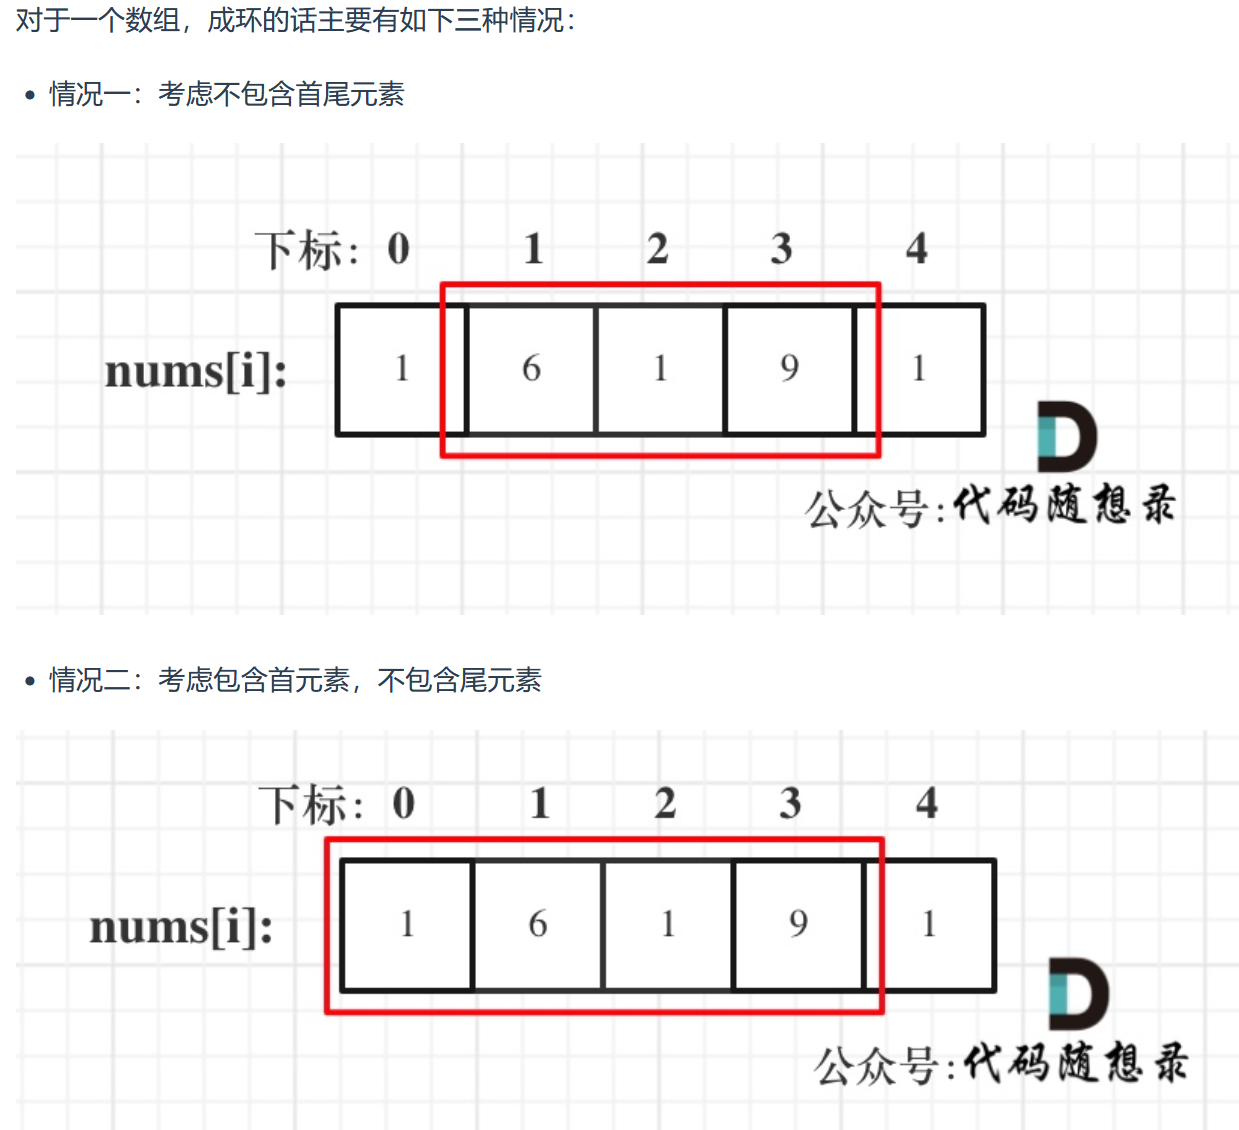 对于一个数组，成环的话主要有如下三种情况：
• 情况一：考虑不包含首尾元素
下标：0 1 2 3 4
nums[i]: 1 6 1 9 1
公众号:代码随想录
• 情况二：考虑包含首元素，不包含尾元素
下标：0 1 2 3 4
nums[i]: 1 6 1 9 1
公众号:代码随想录